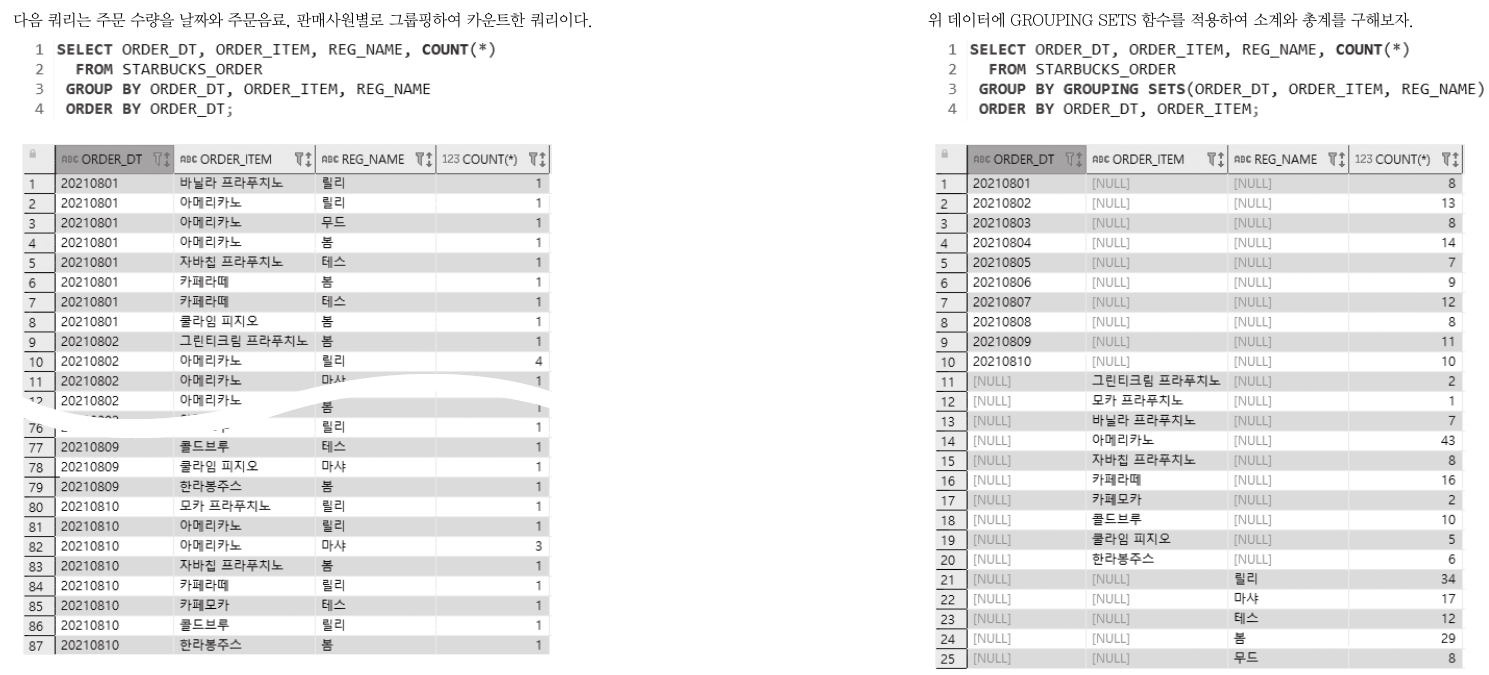 다음 쿼리는 주문 수량을 날짜와 주문음료, 판매사원별로 그룹핑하여 카운트한 쿼리이다.
1 SELECT ORDER_DT, ORDER_ITEM, REG_NAME, COUNT(*)
2 FROM STARBUCKS_ORDER
3 GROUP BY ORDER_DT, ORDER_ITEM, REG_NAME
4 ORDER BY ORDER_DT;
ABC ORDER_DT ABC ORDER_ITEM ABC REG_NAME 123 COUNT(*)
1 20210801 바닐라 프라푸치노 릴리 1
2 20210801 아메리카노 릴리 1
3 20210801 아메리카노 무드 1
4 20210801 아메리카노 봄 1
5 20210801 자바칩 프라푸치노 테스 1
6 20210801 카페라떼 봄 1
7 20210801 카페라떼 테스 1
8 20210801 쿨라임 피지오 봄 1
9 20210802 그린티크림 프라푸치노 봄 1
10 20210802 아메리카노 릴리 4
11 20210802 아메리카노 마샤 1
12 20210802 아메리카노 봄 1
76 릴리 1
77 20210809 콜드브루 테스 1
78 20210809 쿨라임 피지오 마샤 1
79 20210809 한라봉주스 봄 1
80 20210810 모카 프라푸치노 릴리 1
81 20210810 아메리카노 릴리 1
82 20210810 아메리카노 마샤 3
83 20210810 자바칩 프라푸치노 봄 1
84 20210810 카페라떼 릴리 1
85 20210810 카페모카 테스 1
86 20210810 콜드브루 릴리 1
87 20210810 한라봉주스 봄 1
위 데이터에 GROUPING SETS 함수를 적용하여 소계와 총계를 구해보자.
1 SELECT ORDER_DT, ORDER_ITEM, REG_NAME, COUNT(*)
2 FROM STARBUCKS_ORDER
3 GROUP BY GROUPING SETS(ORDER_DT, ORDER_ITEM, REG_NAME)
4 ORDER BY ORDER_DT, ORDER_ITEM;
ABC ORDER_DT ABC ORDER_ITEM ABC REG_NAME 123 COUNT(*)
1 20210801 [NULL] [NULL] 8
2 20210802 [NULL] [NULL] 13
3 20210803 [NULL] [NULL] 8
4 20210804 [NULL] [NULL] 14
5 20210805 [NULL] [NULL] 7
6 20210806 [NULL] [NULL] 9
7 20210807 [NULL] [NULL] 12
8 20210808 [NULL] [NULL] 8
9 20210809 [NULL] [NULL] 11
10 20210810 [NULL] [NULL] 10
11 [NULL] 그린티크림 프라푸치노 [NULL] 2
12 [NULL] 모카 프라푸치노 [NULL] 1
13 [NULL] 바닐라 프라푸치노 [NULL] 7
14 [NULL] 아메리카노 [NULL] 43
15 [NULL] 자바칩 프라푸치노 [NULL] 8
16 [NULL] 카페라떼 [NULL] 16
17 [NULL] 카페모카 [NULL] 2
18 [NULL] 콜드브루 [NULL] 10
19 [NULL] 쿨라임 피지오 [NULL] 5
20 [NULL] 한라봉주스 [NULL] 6
21 [NULL] [NULL] 릴리 34
22 [NULL] [NULL] 마샤 17
23 [NULL] [NULL] 테스 12
24 [NULL] [NULL] 봄 29
25 [NULL] [NULL] 무드 8